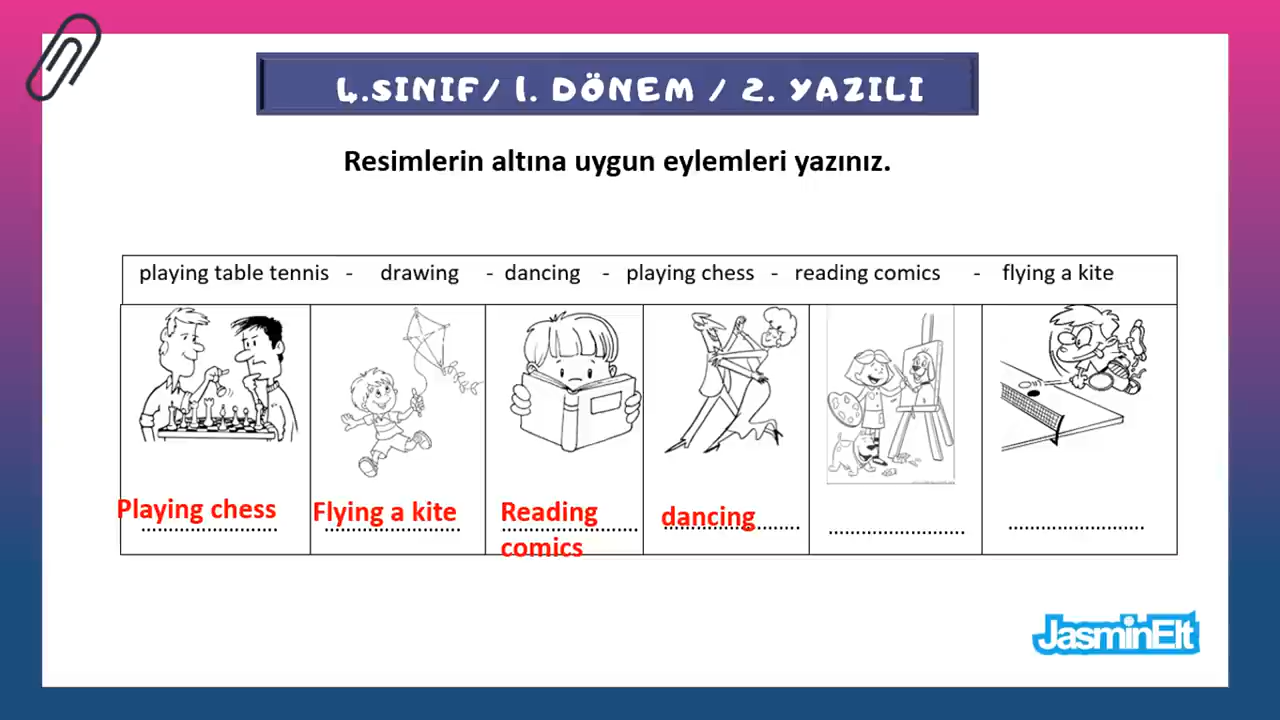 4.SINIF/ 1. DÖNEM / 2. YAZILI
Resimlerin altına uygun eylemleri yazınız.
playing table tennis - drawing - dancing - playing chess - reading comics - flying a kite
Playing chess
Flying a kite
Reading
comics
dancing
JasminElt